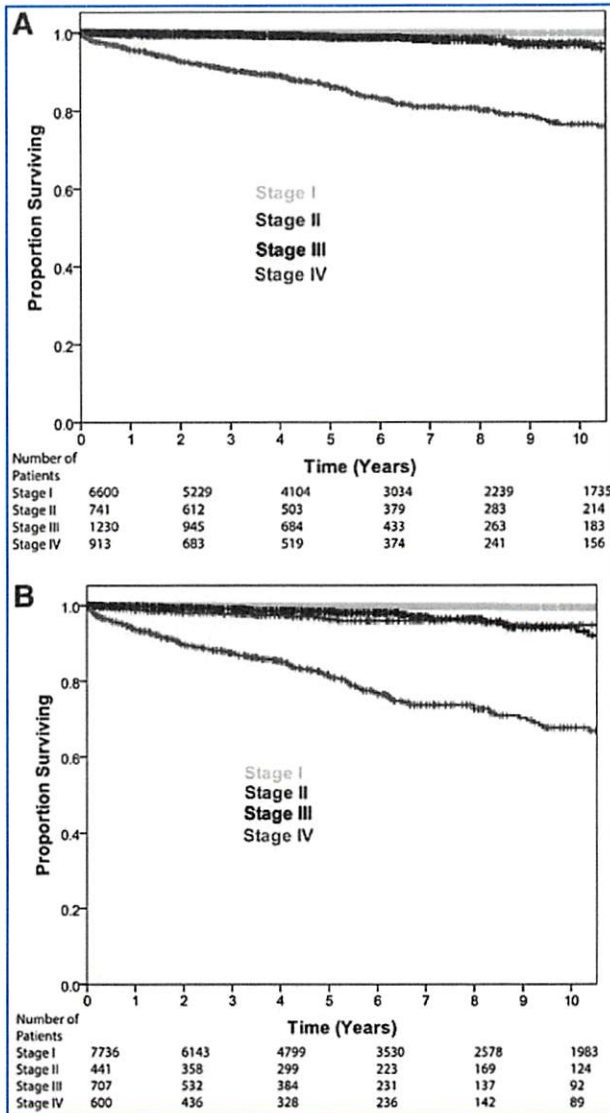 A
Proportion Surviving
1.0
0.8
0.6
0.4
0.2
0.0
Stage I
Stage II
Stage III
Stage IV
0 1 2 3 4 5 6 7 8 9 10
Time (Years)
Number of
Patients
Stage I 6600 5229 4104 3034 2239 1735
Stage II 741 612 503 379 283 214
Stage III 1230 945 684 433 263 183
Stage IV 913 683 519 374 241 156
B
Proportion Surviving
1.0
0.8
0.6
0.4
0.2
0.0
Stage I
Stage II
Stage III
Stage IV
0 1 2 3 4 5 6 7 8 9 10
Time (Years)
Number of
Patients
Stage I 7736 6143 4799 3530 2578 1983
Stage II 441 358 299 223 169 124
Stage III 707 532 384 231 137 92
Stage IV 600 436 328 236 142 89